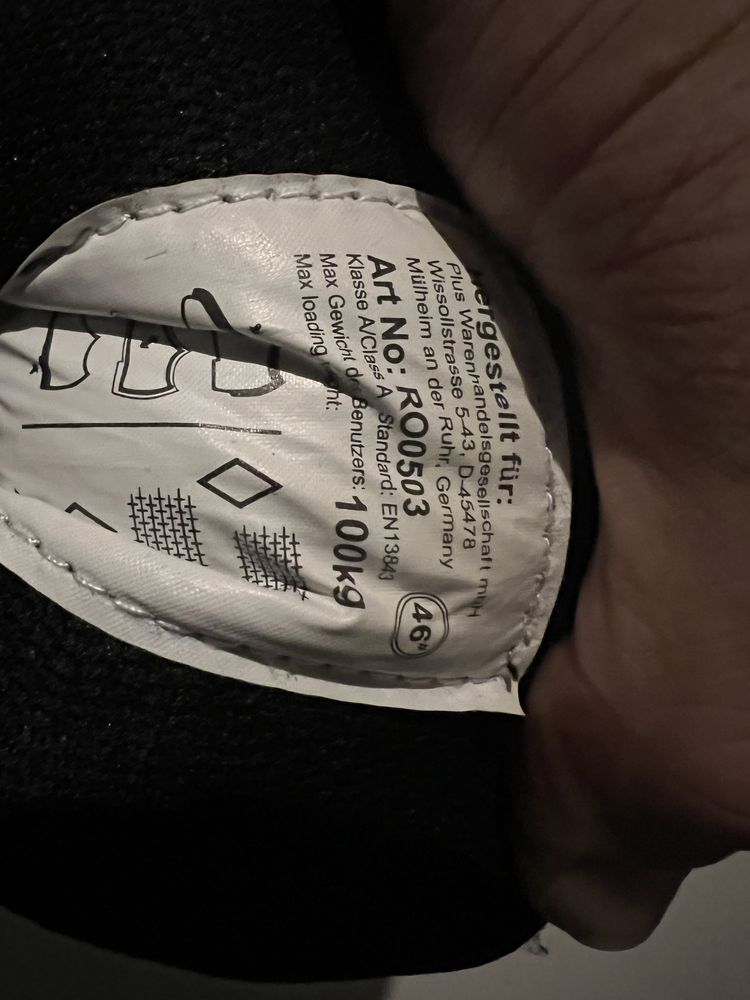 Hergestellt für:
Plus Warenhandelsgesellschaft mbH
Wissollstrasse 5-43, D-45478
Mülheim an der Ruhr, Germany
46"
Art No: RO0503
Klasse A/Class A Standard: EN13843
Max Gewicht des Benutzers: 100kg
Max loading